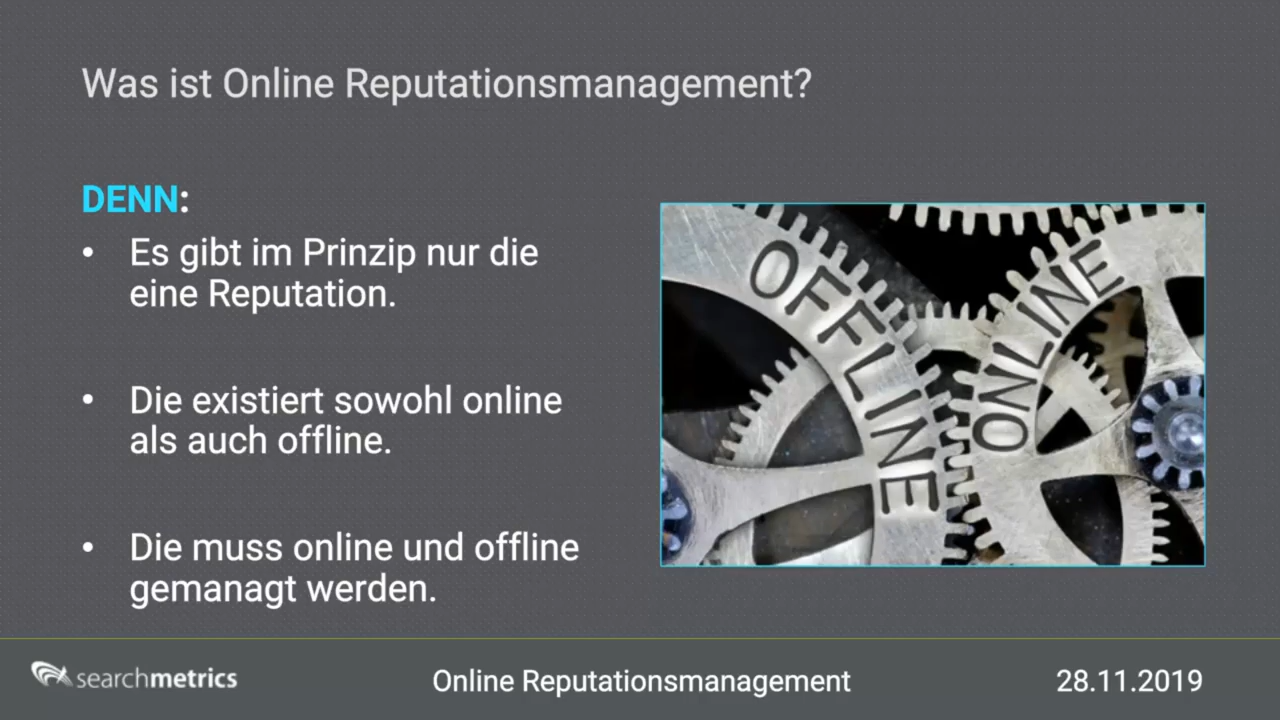 Was ist Online Reputationsmanagement?
DENN:
• Es gibt im Prinzip nur die
eine Reputation.
• Die existiert sowohl online
als auch offline.
• Die muss online und offline
gemanagt werden.
OFFLINE
ONLINE
searchmetrics
Online Reputationsmanagement
28.11.2019